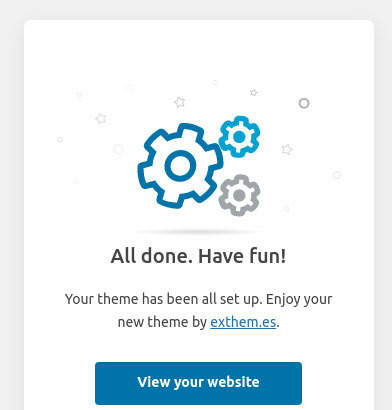 All done. Have fun!
Your theme has been all set up. Enjoy your
new theme by exthem.es.
View your website